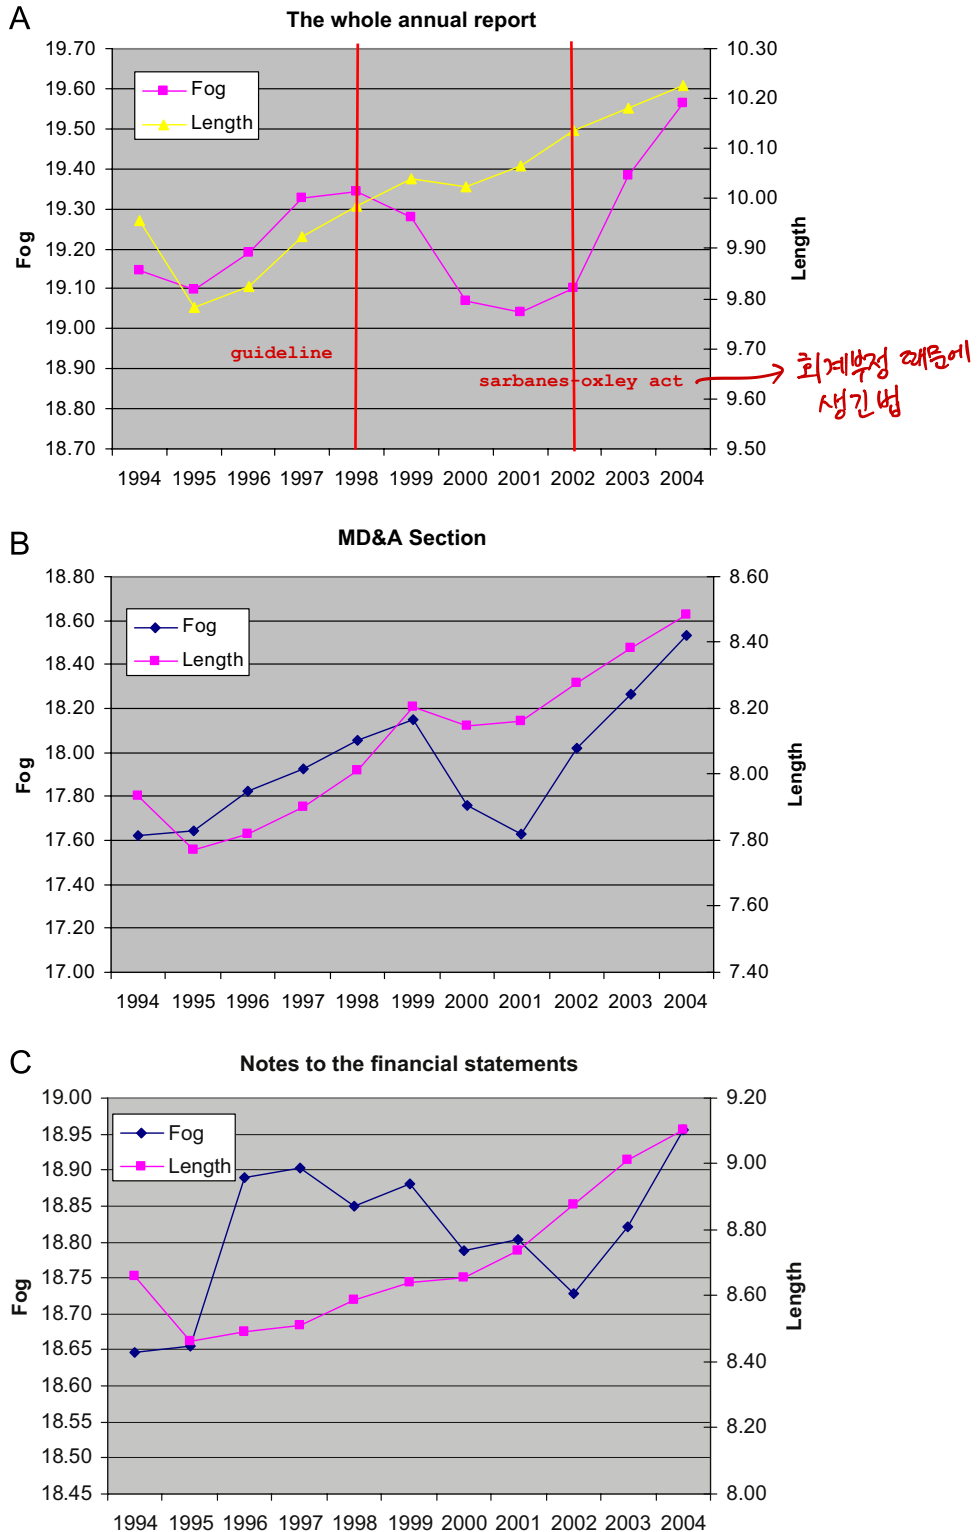 A
The whole annual report
19.70
19.60
19.50
19.40
19.30
19.20
19.10
19.00
18.90
18.80
18.70
Fog
Fog
Length
guideline
sarbanes-oxley act
회계부정 때문에
생긴법
10.30
10.20
10.10
10.00
9.90
9.80
9.70
9.60
9.50
Length
1994 1995 1996 1997 1998 1999 2000 2001 2002 2003 2004
B
MD&A Section
18.80
18.60
18.40
18.20
18.00
17.80
17.60
17.40
17.20
17.00
Fog
Fog
Length
8.60
8.40
8.20
8.00
7.80
7.60
7.40
Length
1994 1995 1996 1997 1998 1999 2000 2001 2002 2003 2004
C
Notes to the financial statements
19.00
18.95
18.90
18.85
18.80
18.75
18.70
18.65
18.60
18.55
18.50
18.45
Fog
Fog
Length
9.20
9.00
8.80
8.60
8.40
8.20
8.00
Length
1994 1995 1996 1997 1998 1999 2000 2001 2002 2003 2004